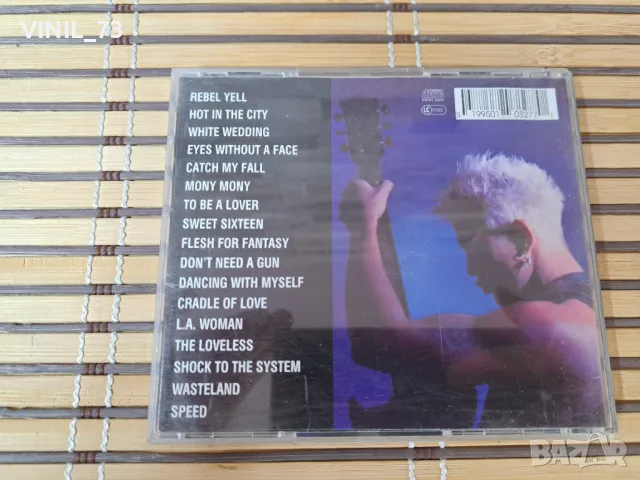 VINIL_73
REBEL YELL
HOT IN THE CITY
WHITE WEDDING
EYES WITHOUT A FACE
CATCH MY FALL
MONY MONY
TO BE A LOVER
SWEET SIXTEEN
FLESH FOR FANTASY
DON'T NEED A GUN
DANCING WITH MYSELF
CRADLE OF LOVE
L.A. WOMAN
THE LOVELESS
SHOCK TO THE SYSTEM
WASTELAND
SPEED
199501 03277
BAZAR